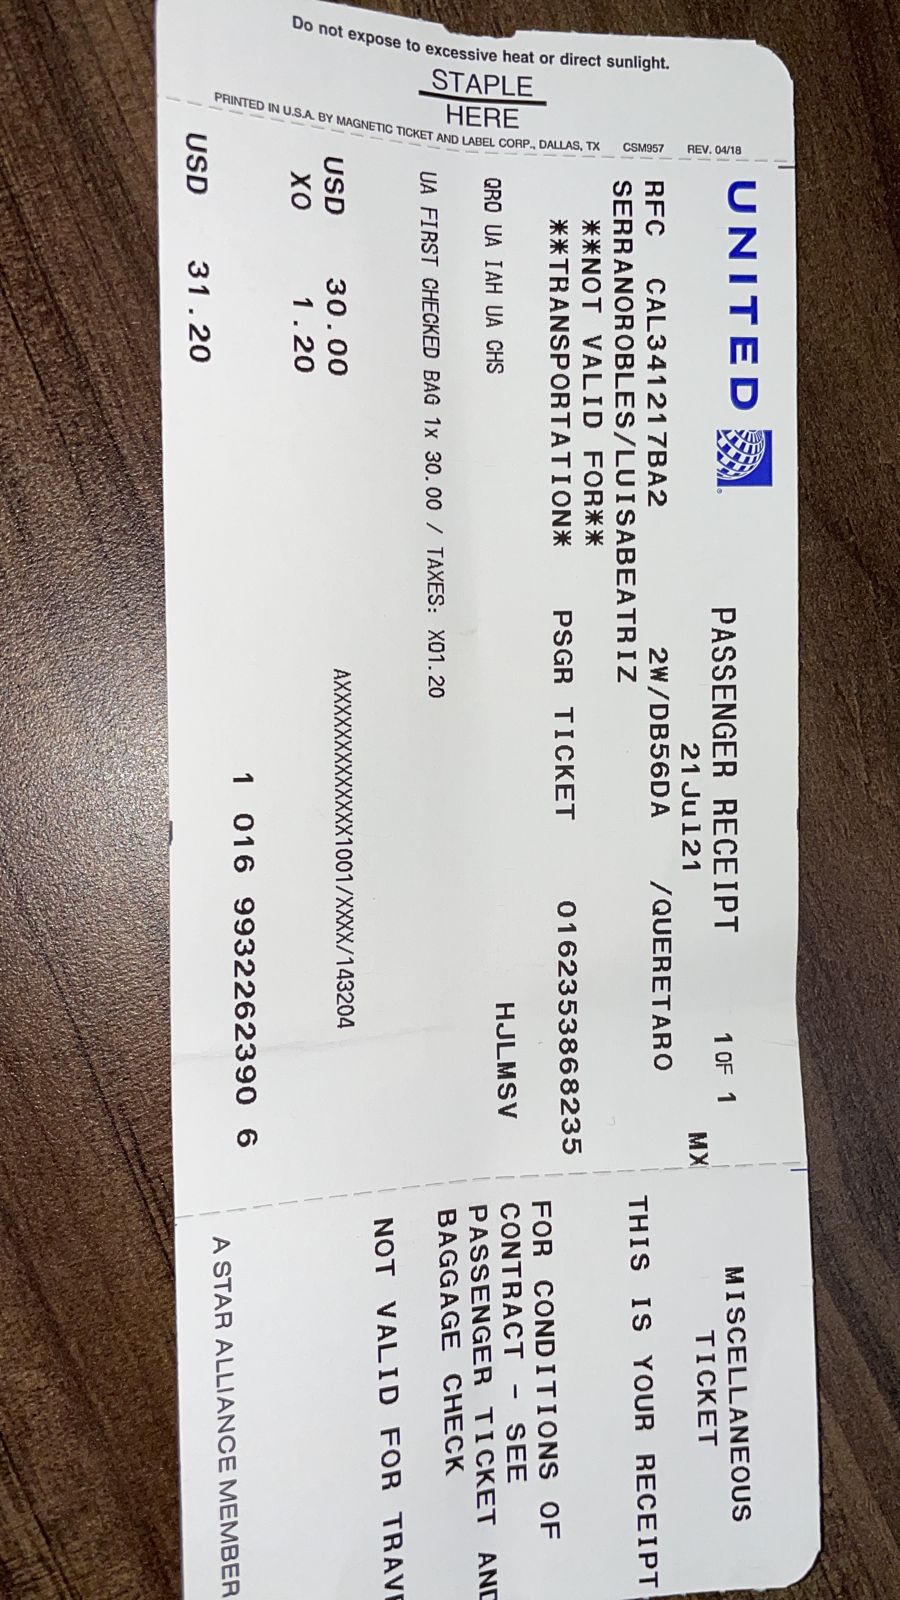 Do not expose to excessive heat or direct sunlight.
STAPLE
HERE
PRINTED IN U.S.A. BY MAGNETIC TICKET AND LABEL CORP., DALLAS, TX CSM957 REV. 04/18
UNITED
PASSENGER RECEIPT 1 OF 1
21Jul21 MX
RFC CAL341217BA2 2W/DB56DA /QUERETARO
SERRANOROBLES/LUISABEATRIZ
**NOT VALID FOR**
**TRANSPORTATION* PSGR TICKET 0162353868235
QRO UA IAH UA CHS HJLMSV
UA FIRST CHECKED BAG 1x 30.00 / TAXES: XO1.20
USD 30.00 AXXXXXXXXXXXX1001/XXXX/143204
XO 1.20
1 016 9932262390 6
USD 31.20
MISCELLANEOUS
TICKET
THIS IS YOUR RECEIPT
FOR CONDITIONS OF
CONTRACT - SEE
PASSENGER TICKET AND
BAGGAGE CHECK
NOT VALID FOR TRAV
A STAR ALLIANCE MEMBER